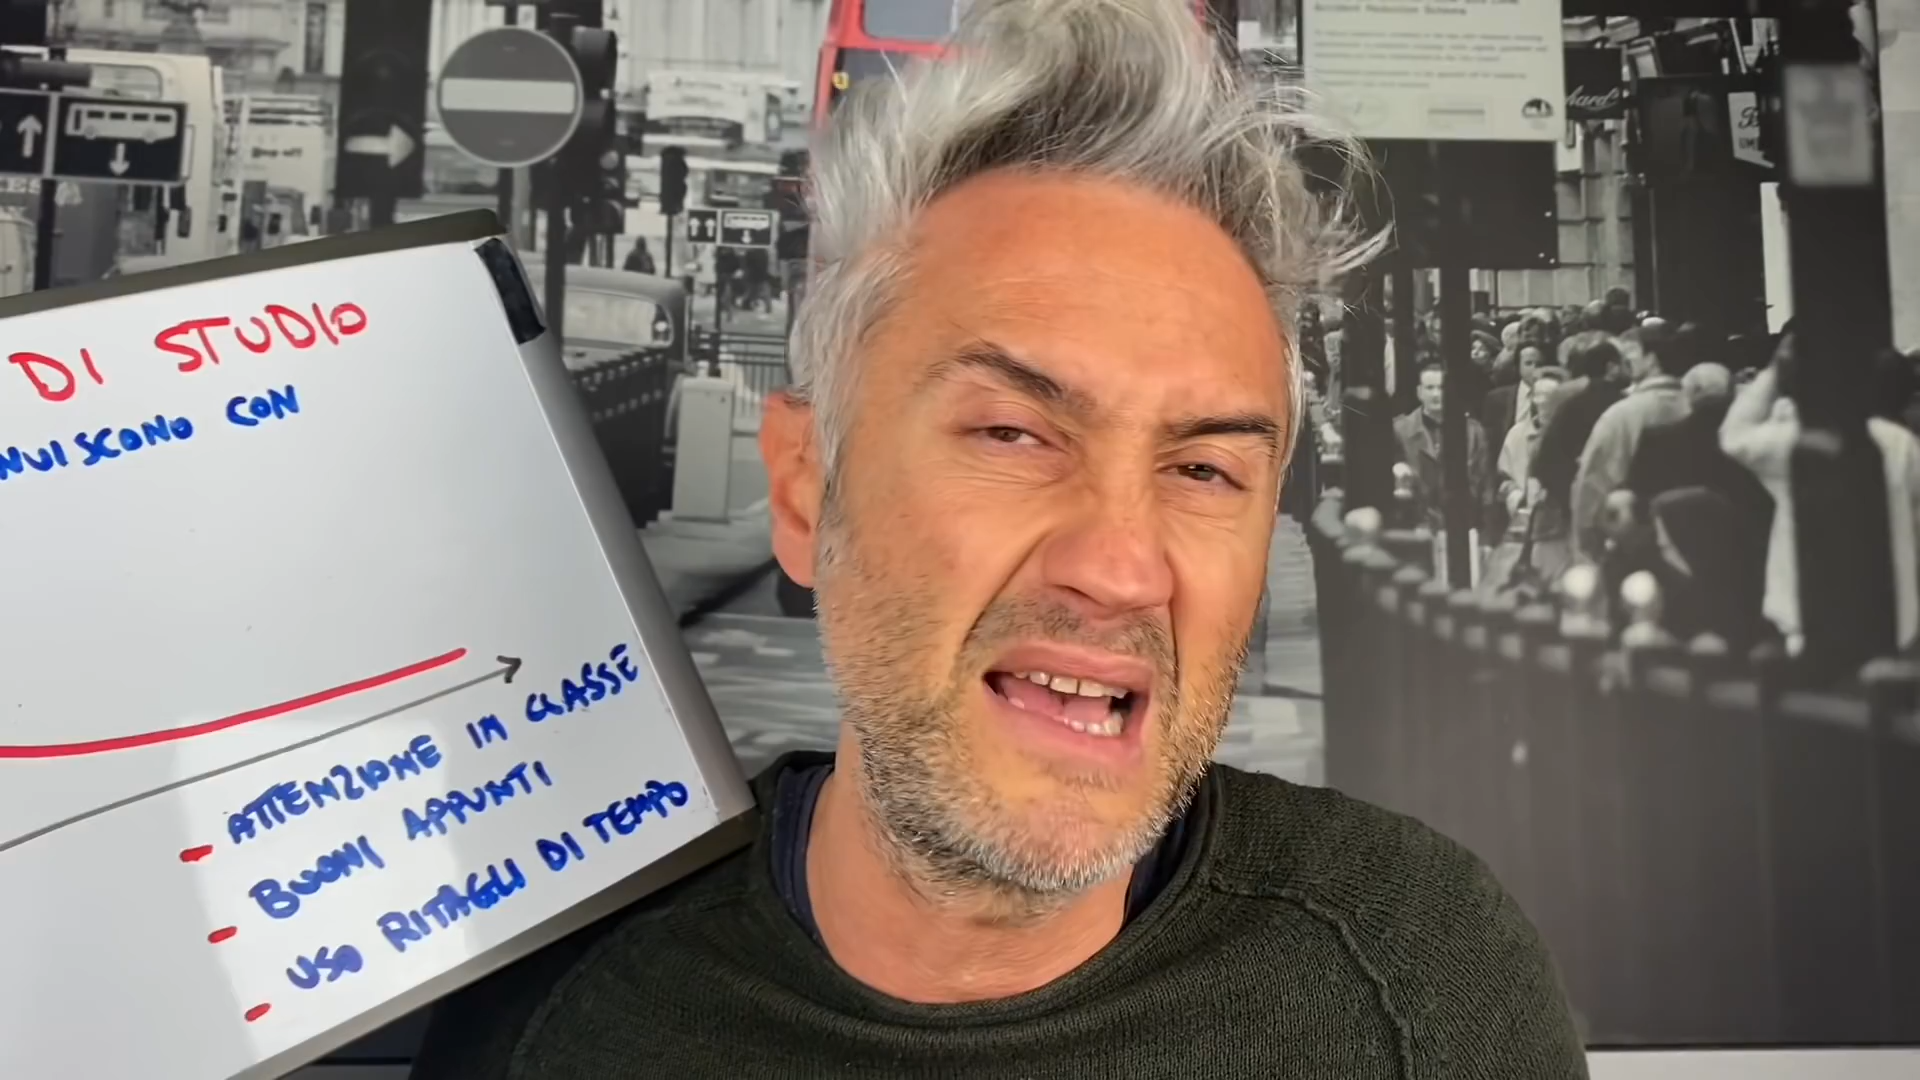 DI STUDIO
NUISCONO CON
ATTENZIONE IN CLASSE
BUONI APPUNTI
USO RITAGLI DI TEMPO